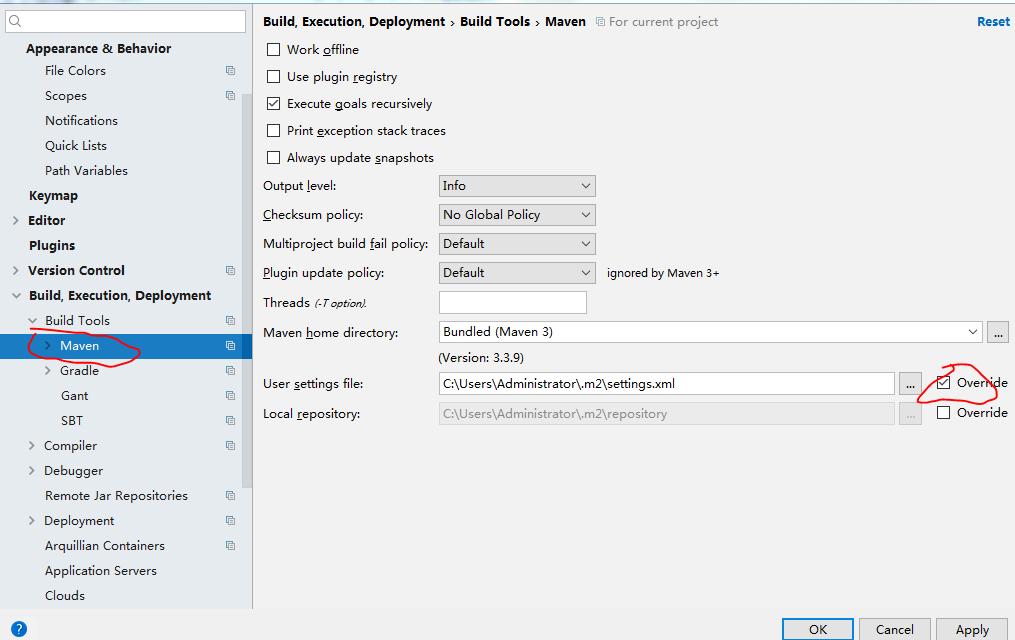 Appearance & Behavior
File Colors
Scopes
Notifications
Quick Lists
Path Variables
Keymap
Editor
Plugins
Version Control
Build, Execution, Deployment
Build Tools
Maven
Gradle
Gant
SBT
Compiler
Debugger
Remote Jar Repositories
Deployment
Arquillian Containers
Application Servers
Clouds
?
Build, Execution, Deployment › Build Tools › Maven For current project Reset
Work offline
Use plugin registry
Execute goals recursively
Print exception stack traces
Always update snapshots
Output level: Info
Checksum policy: No Global Policy
Multiproject build fail policy: Default
Plugin update policy: Default ignored by Maven 3+
Threads (-T option).
Maven home directory: Bundled (Maven 3) ...
(Version: 3.3.9)
User settings file: C:\Users\Administrator\.m2\settings.xml ... Override
Local repository: C:\Users\Administrator\.m2\repository ... Override
OK Cancel Apply